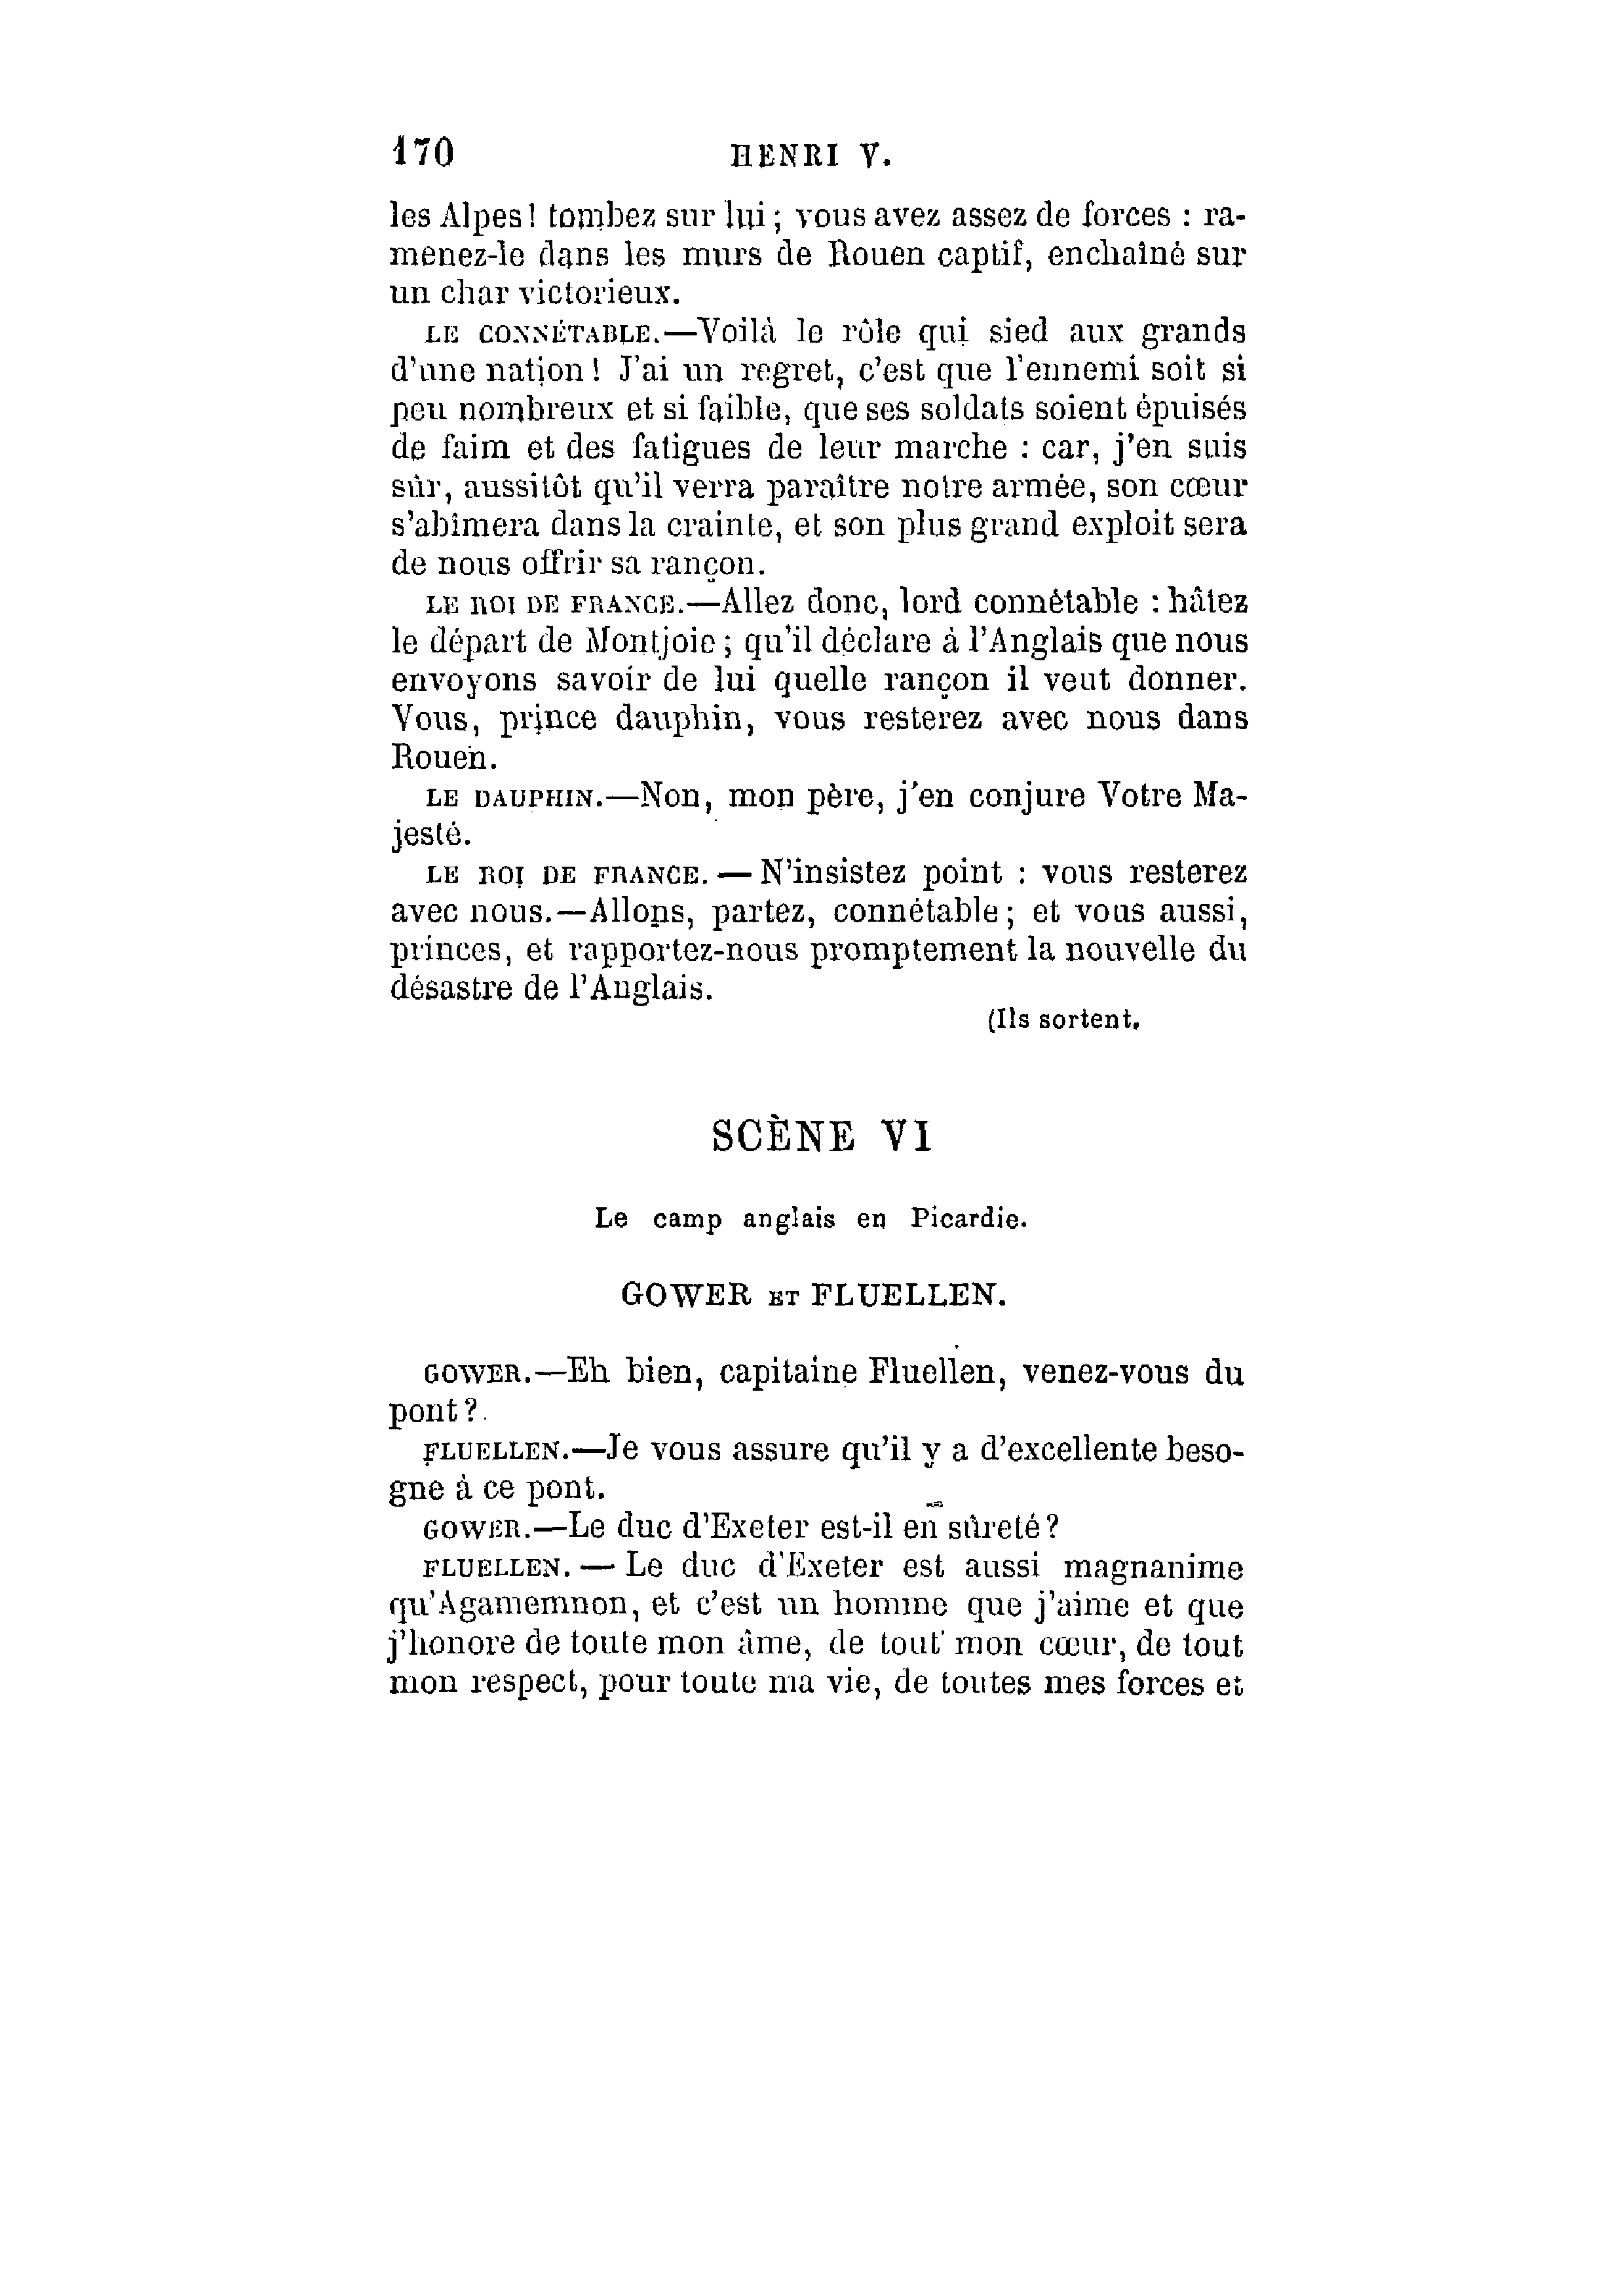 170 HENRI V.
les Alpes! tombez sur lui ; vous avez assez de forces : ra-
menez-le dans les murs de Rouen captif, enchaîné sur
un char victorieux.
LE CONNÉTABLE.—Voilà le rôle qui sied aux grands
d'une nation! J'ai un regret, c'est que l'ennemi soit si
peu nombreux et si faible, que ses soldats soient épuisés
de faim et des fatigues de leur marche : car, j'en suis
sûr, aussitôt qu'il verra paraître notre armée, son cœur
s'abîmera dans la crainte, et son plus grand exploit sera
de nous offrir sa rançon.
LE ROI DE FRANCE.—Allez donc, lord connétable : hâtez
le départ de Montjoie ; qu'il déclare à l'Anglais que nous
envoyons savoir de lui quelle rançon il veut donner.
Vous, prince dauphin, vous resterez avec nous dans
Rouen.
LE DAUPHIN.—Non, mon père, j'en conjure Votre Ma-
jesté.
LE ROI DE FRANCE. — N'insistez point : vous resterez
avec nous.—Allons, partez, connétable ; et vous aussi,
princes, et rapportez-nous promptement la nouvelle du
désastre de l'Anglais.
(Ils sortent.
SCÈNE VI
Le camp anglais en Picardie.
GOWER ET FLUELLEN.
GOWER.—Eh bien, capitaine Fluellen, venez-vous du
pont ?
FLUELLEN.—Je vous assure qu'il y a d'excellente beso-
gne à ce pont.
GOWER.—Le duc d'Exeter est-il en sûreté ?
FLUELLEN. — Le duc d'Exeter est aussi magnanime
qu'Agamemnon, et c'est un homme que j'aime et que
j'honore de toute mon âme, de tout mon cœur, de tout
mon respect, pour toute ma vie, de toutes mes forces et